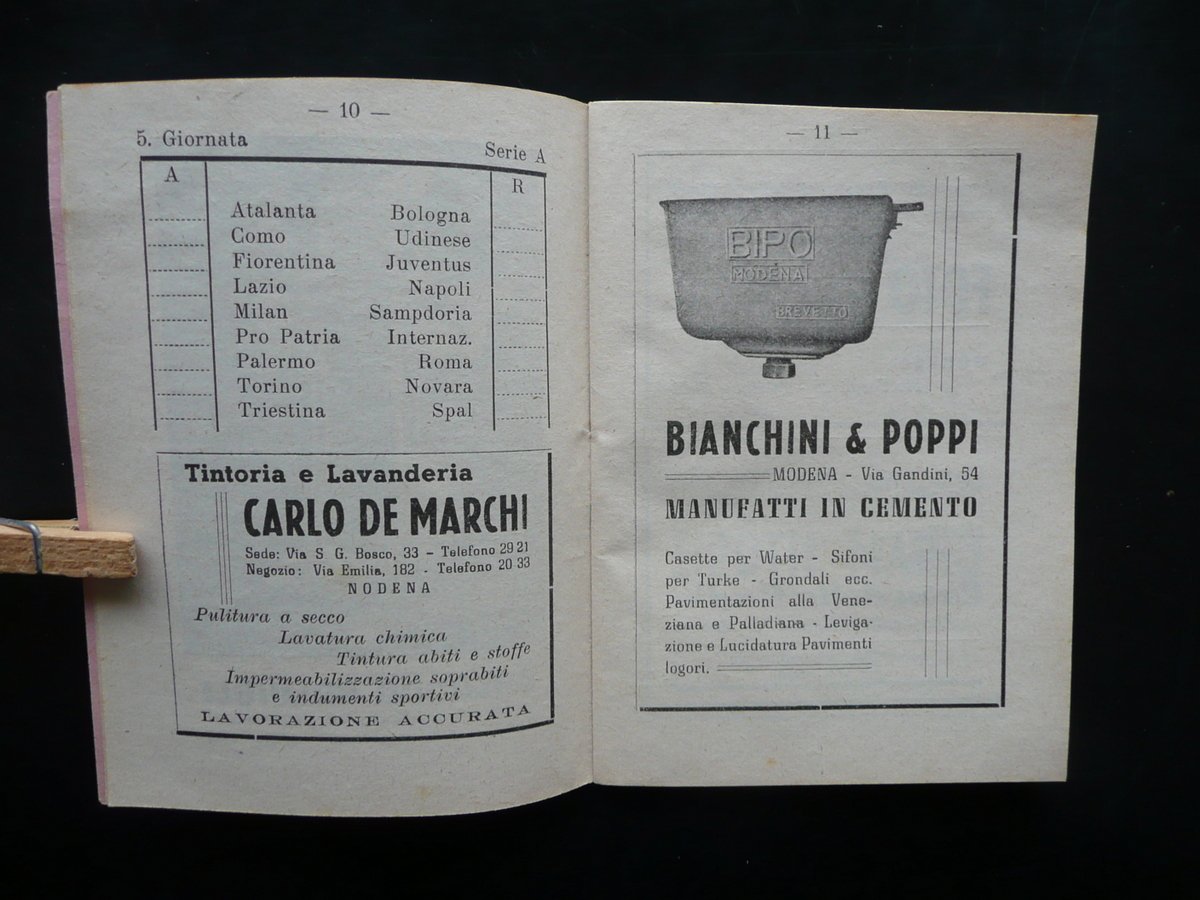 — 10 —
5. Giornata
Serie A
A
R
Atalanta Bologna
Como Udinese
Fiorentina Juventus
Lazio Napoli
Milan Sampdoria
Pro Patria Internaz.
Palermo Roma
Torino Novara
Triestina Spal
Tintoria e Lavanderia
CARLO DE MARCHI
Sede: Via S G. Bosco, 33 - Telefono 29 21
Negozio: Via Emilia, 182 - Telefono 20 33
NODENA
Pulitura a secco
Lavatura chimica
Tintura abiti e stoffe
Impermeabilizzazione soprabiti
e indumenti sportivi
LAVORAZIONE ACCURATA
— 11 —
BIPO
MODENA
BREVETTO
BIANCHINI & POPPI
MODENA - Via Gandini, 54
MANUFATTI IN CEMENTO
Casette per Water - Sifoni
per Turke - Grondali ecc.
Pavimentazioni alla Vene-
ziana e Palladiana - Leviga-
zione e Lucidatura Pavimenti
logori.